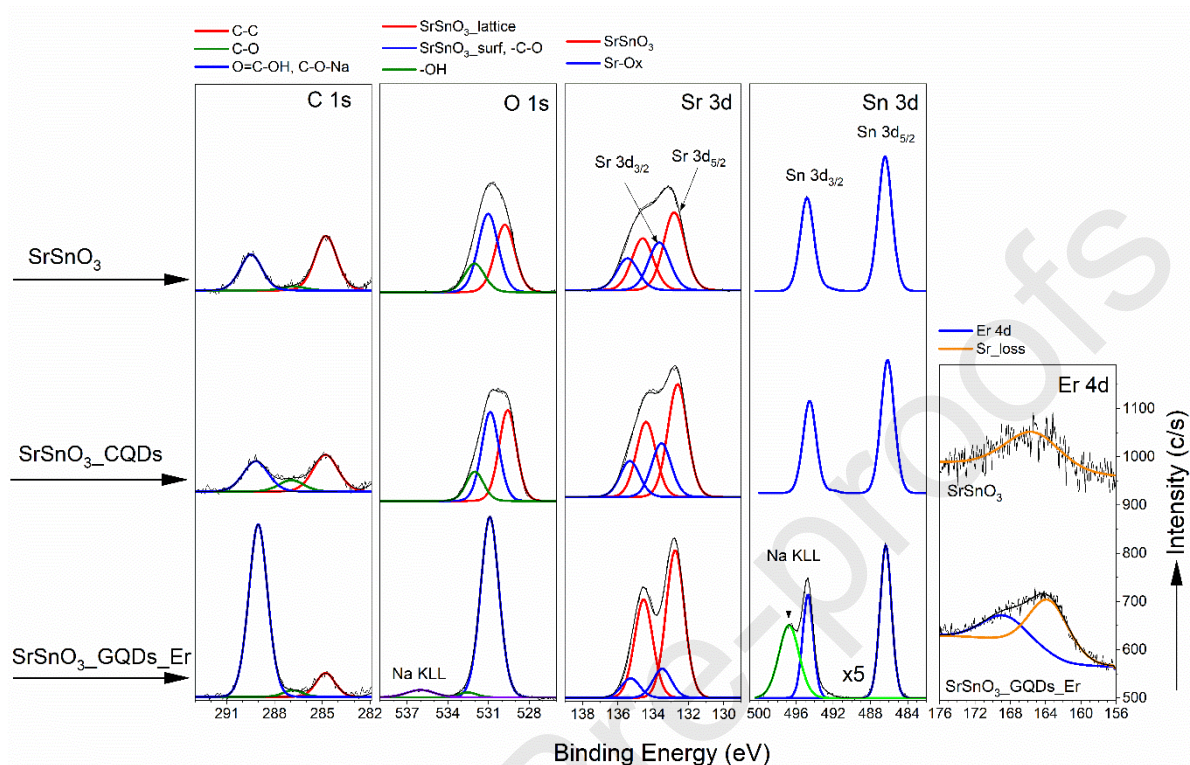 C-C
C-O
O=C-OH, C-O-Na
SrSnO₃_lattice
SrSnO₃_surf, -C-O
-OH
SrSnO₃
Sr-Ox
C 1s
O 1s
Sr 3d
Sn 3d
Sr 3d₃/₂
Sr 3d₅/₂
Sn 3d₃/₂
Sn 3d₅/₂
SrSnO₃
SrSnO₃_CQDs
SrSnO₃_GQDs_Er
Na KLL
Na KLL
x5
Er 4d
Sr_loss
Er 4d
SrSnO₃
SrSnO₃_GQDs_Er
1100
1000
900
800
700
600
500
Intensity (c/s)
291 288 285 282
537 534 531 528
138 136 134 132 130
500 496 492 488 484
176 172 168 164 160 156
Binding Energy (eV)
pre-proofs